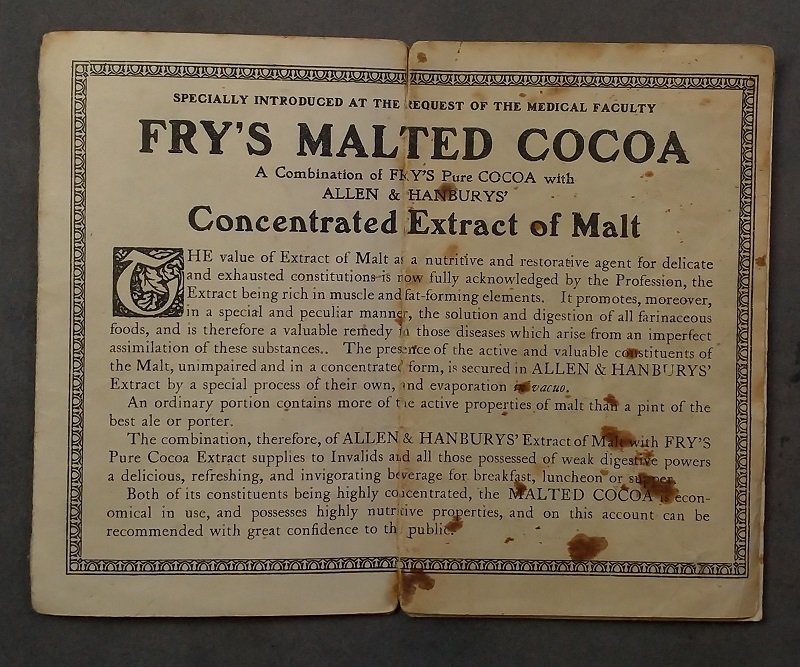 SPECIALLY INTRODUCED AT THE REQUEST OF THE MEDICAL FACULTY
FRY'S MALTED COCOA
A Combination of FRY'S Pure COCOA with
ALLEN & HANBURYS'
Concentrated Extract of Malt
THE value of Extract of Malt as a nutritive and restorative agent for delicate
and exhausted constitutions is now fully acknowledged by the Profession, the
Extract being rich in muscle and fat-forming elements. It promotes, moreover,
in a special and peculiar manner, the solution and digestion of all farinaceous
foods, and is therefore a valuable remedy in those diseases which arise from an imperfect
assimilation of these substances.. The presence of the active and valuable constituents of
the Malt, unimpaired and in a concentrated form, is secured in ALLEN & HANBURYS'
Extract by a special process of their own, and evaporation in vacuo.
An ordinary portion contains more of the active properties of malt than a pint of the
best ale or porter.
The combination, therefore, of ALLEN & HANBURYS' Extract of Malt with FRY'S
Pure Cocoa Extract supplies to Invalids and all those possessed of weak digestive powers
a delicious, refreshing, and invigorating beverage for breakfast, luncheon or supper.
Both of its constituents being highly concentrated, the MALTED COCOA is econ-
omical in use, and possesses highly nutritive properties, and on this account can be
recommended with great confidence to the public.